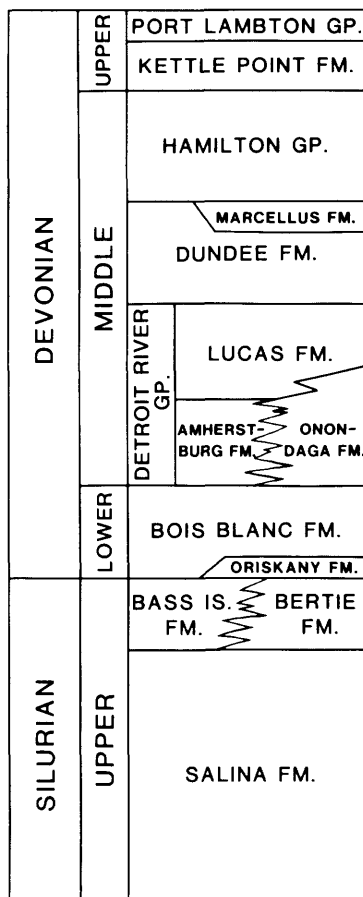 DEVONIAN
SILURIAN
UPPER
MIDDLE
LOWER
UPPER
PORT LAMBTON GP.
KETTLE POINT FM.
HAMILTON GP.
MARCELLUS FM.
DUNDEE FM.
DETROIT RIVER
GP.
LUCAS FM.
AMHERST-
BURG FM.
ONON-
DAGA FM.
BOIS BLANC FM.
ORISKANY FM.
BASS IS.
FM.
BERTIE
FM.
SALINA FM.